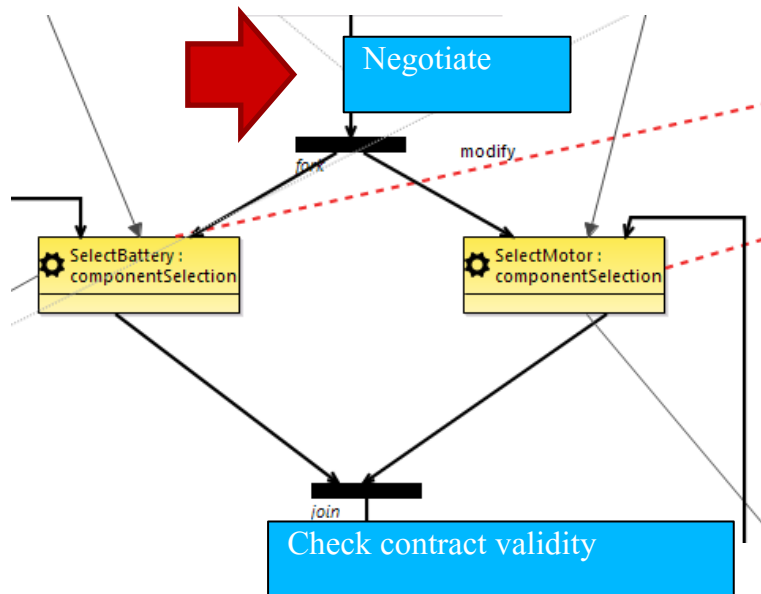 Negotiate
fork
modify
SelectBattery :
componentSelection
SelectMotor :
componentSelection
join
Check contract validity